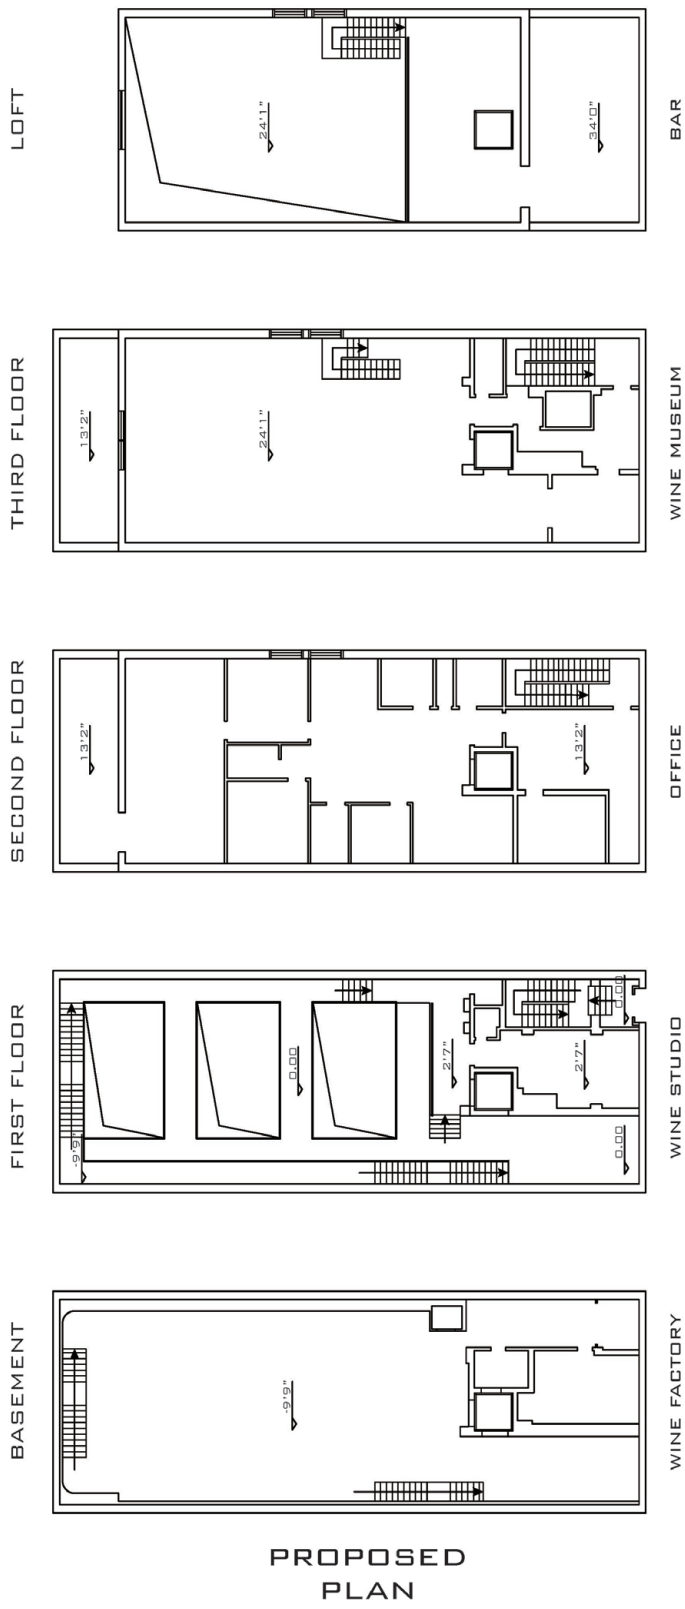 LOFT
24'1"
34'0"
BAR
THIRD FLOOR
13'2"
24'1"
WINE MUSEUM
SECOND FLOOR
13'2"
13'2"
OFFICE
FIRST FLOOR
-9'9"
0.00
2'7"
2'7"
0.00
0.00
WINE STUDIO
BASEMENT
-9'9"
WINE FACTORY
PROPOSED
PLAN